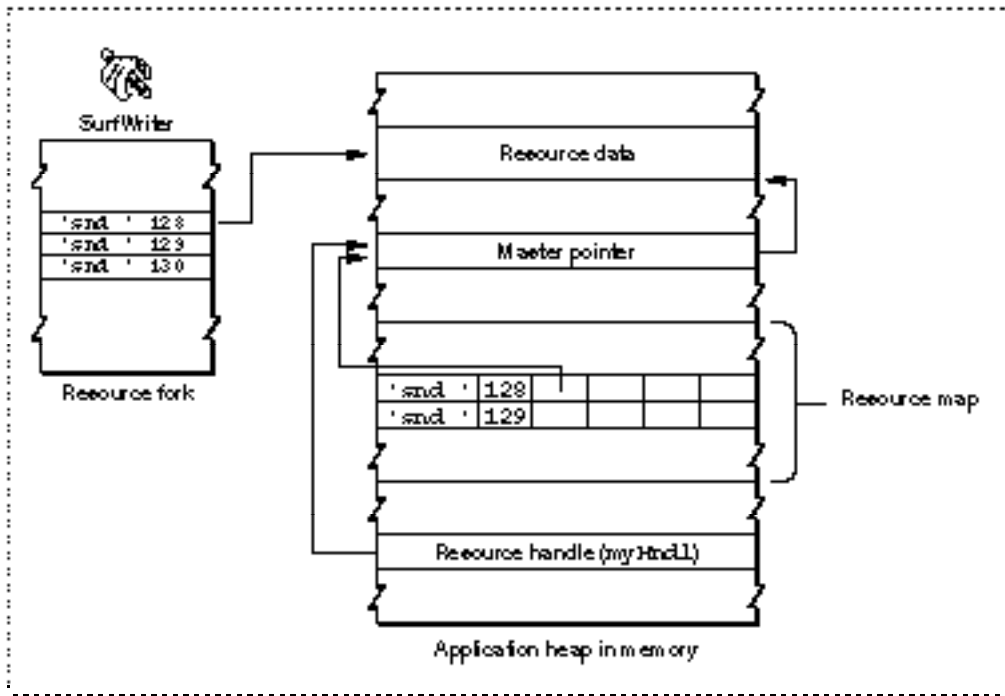 SurfWriter
'snd ' 128
'snd ' 129
'snd ' 130
Resource fork
Resource data
Master pointer
'snd ' 128
'snd ' 129
Resource map
Resource handle (myHndl)
Application heap in memory